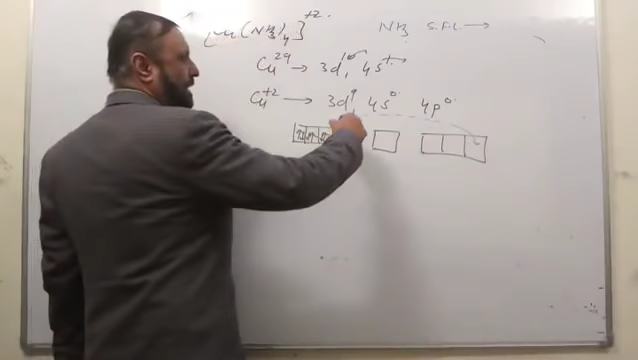 [Cu(NH3)4]+2 NH3 S.F.L →
Cu29 → 3d10, 4s1
Cu+2 → 3d9 4s0 4p0